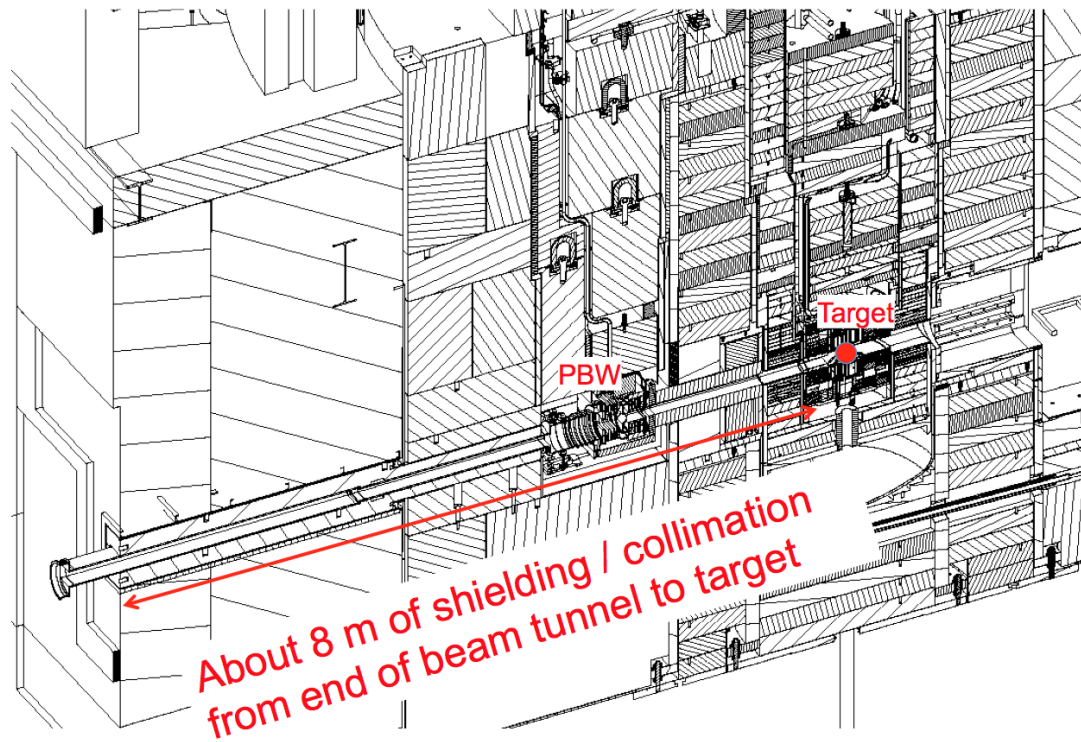 Target
PBW
About 8 m of shielding / collimation
from end of beam tunnel to target